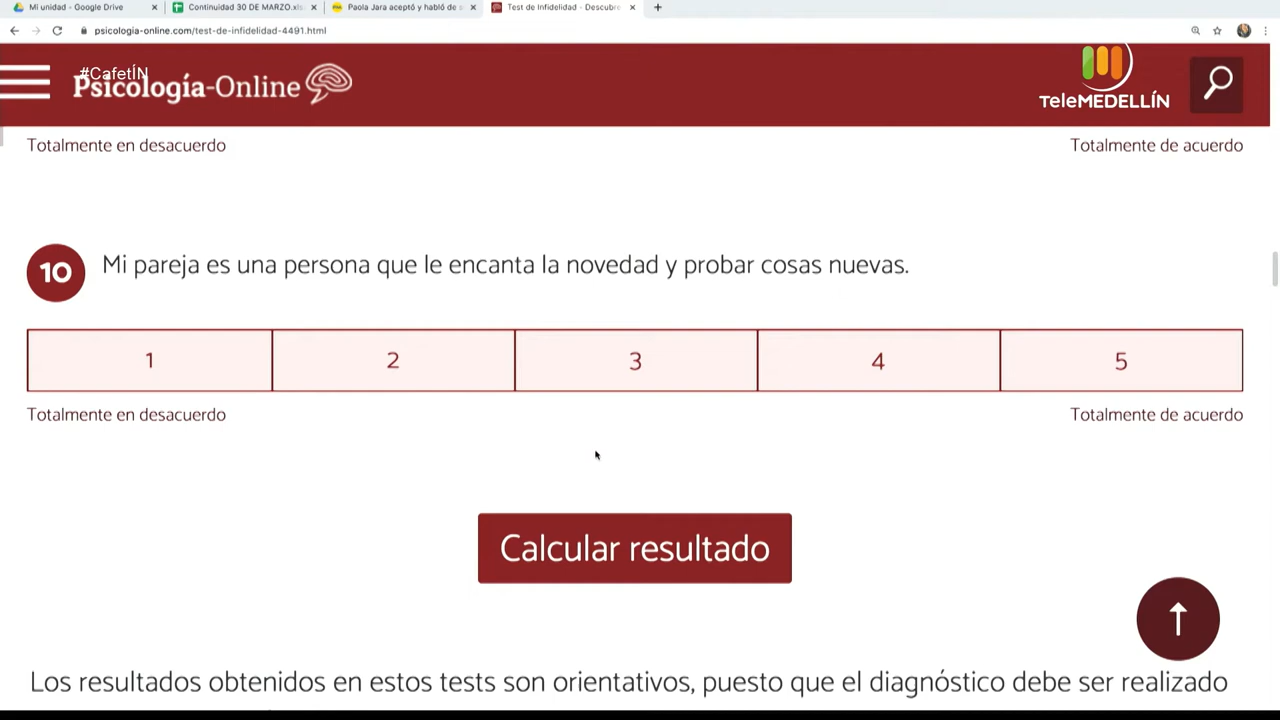 Mi unidad - Google Drive
Continuidad 30 DE MARZO.xls
Paola Jara aceptó y habló de
Test de Infidelidad - Descubre
psicologia-online.com/test-de-infidelidad-4491.html
#CafetÍN
Psicología-Online
TeleMEDELLÍN
Totalmente en desacuerdo
Totalmente de acuerdo
10
Mi pareja es una persona que le encanta la novedad y probar cosas nuevas.
1 2 3 4 5
Totalmente en desacuerdo
Totalmente de acuerdo
Calcular resultado
Los resultados obtenidos en estos tests son orientativos, puesto que el diagnóstico debe ser realizado